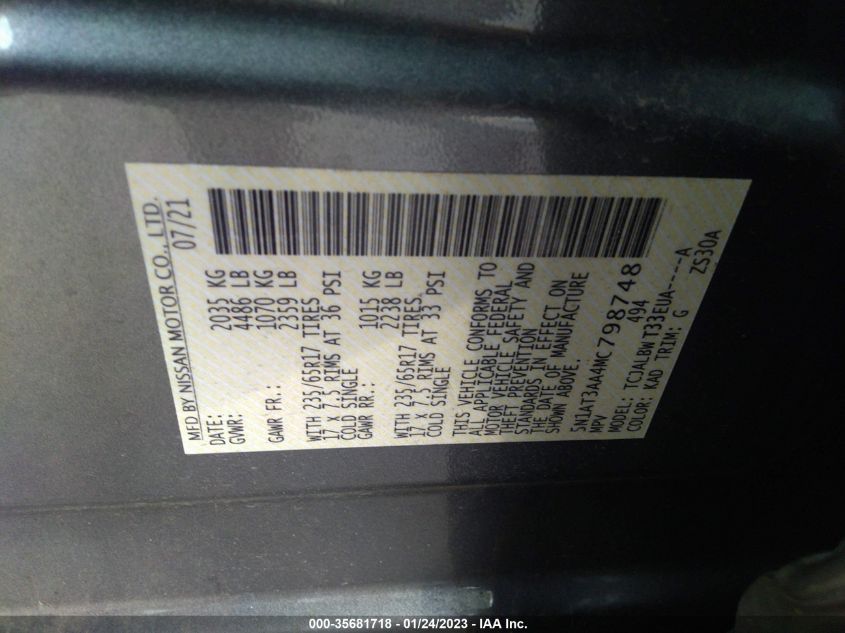 MFD BY NISSAN MOTOR CO., LTD.
DATE: 07/21
GVWR: 2035 KG
4486 LB
GAWR FR.: 1070 KG
2359 LB
WITH 235/65R17 TIRES
17 X 7.5 RIMS AT 36 PSI
COLD SINGLE
GAWR RR.: 1015 KG
2238 LB
WITH 235/65R17 TIRES,
17 X 7.5 RIMS AT 33 PSI
COLD SINGLE
THIS VEHICLE CONFORMS TO
ALL APPLICABLE FEDERAL
MOTOR VEHICLE SAFETY AND
THEFT PREVENTION
STANDARDS IN EFFECT ON
THE DATE OF MANUFACTURE
SHOWN ABOVE.
5N1AT3AA4MC798748
MPV 494
MODEL: TCJALBW T33EUA----A
COLOR: KAD TRIM: G ZS30A
000-35681718 - 01/24/2023 - IAA Inc.